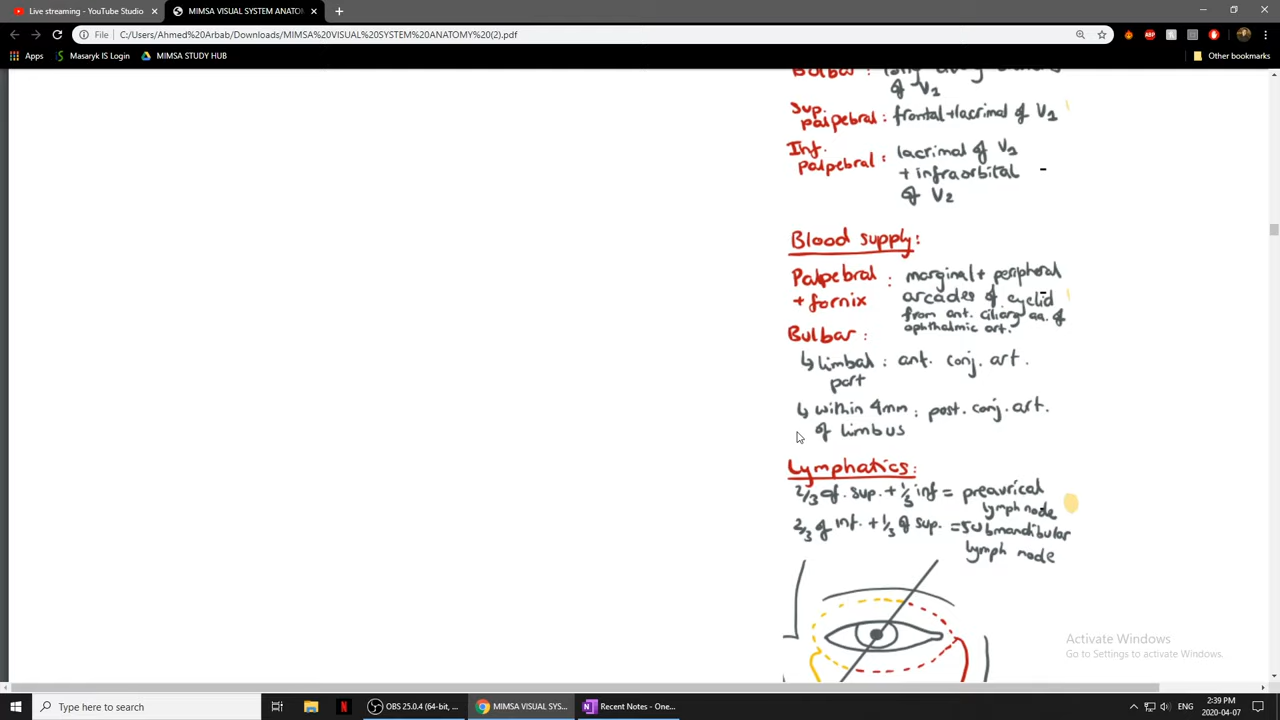 Live streaming - YouTube Studio
MIMSA VISUAL SYSTEM ANATOM
File
C:/Users/Ahmed%20Arbab/Downloads/MIMSA%20VISUAL%20SYSTEM%20ANATOMY%20(2).pdf
Apps
Masaryk IS Login
MIMSA STUDY HUB
Other bookmarks
Bulbar :
of V1
Sup. palpebral : frontal+lacrimal of V1
Inf. palpebral : lacrimal of V1
+ infraorbital
of V2
Blood supply:
Palpebral : marginal + peripheral
+ fornix arcades of eyelid
from ant. ciliary aa. of
ophthalmic art.
Bulbar :
↳ limbal : ant. conj. art.
part
↳ within 4mm : post. conj. art.
of limbus
Lymphatics:
2/3 of. sup. + 1/3 inf = preavrical
lymph node
2/3 of inf. + 1/3 of sup. = submandibular
lymph node
Activate Windows
Go to Settings to activate Windows.
Type here to search
OBS 25.0.4 (64-bit, ...
MIMSA VISUAL SYS...
Recent Notes - One...
ENG
2:39 PM
2020-04-07